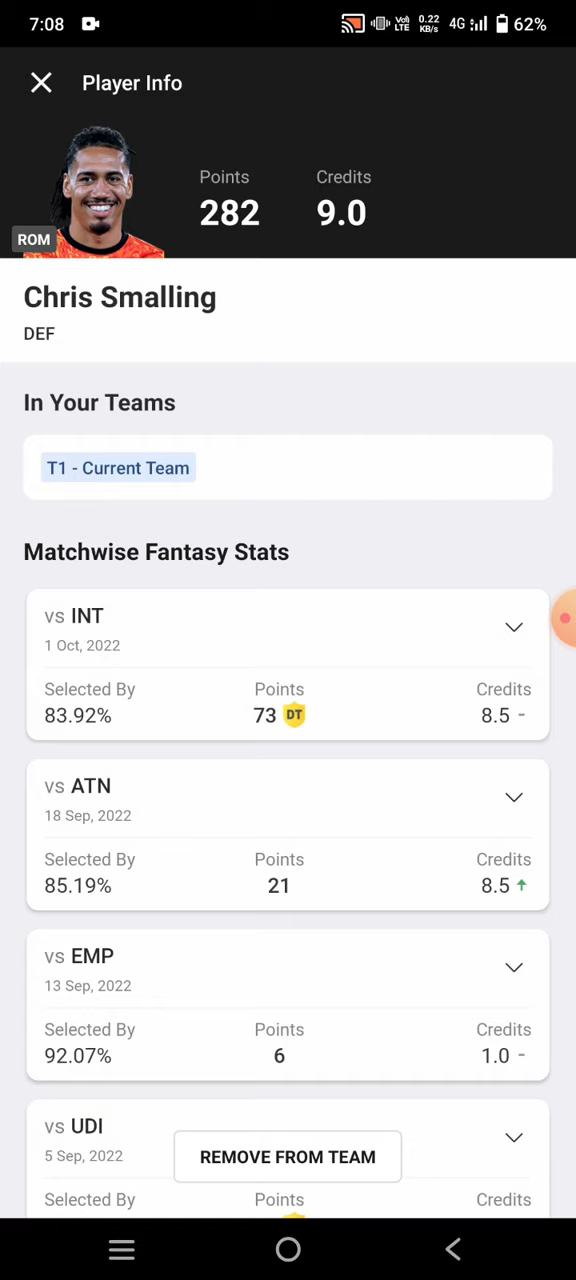 7:08 Vo) LTE 0.22 KB/s 4G 62%
Player Info
Points Credits
282 9.0
ROM
Chris Smalling
DEF
In Your Teams
T1 - Current Team
Matchwise Fantasy Stats
vs INT
1 Oct, 2022
Selected By Points Credits
83.92% 73 DT 8.5 -
vs ATN
18 Sep, 2022
Selected By Points Credits
85.19% 21 8.5
vs EMP
13 Sep, 2022
Selected By Points Credits
92.07% 6 1.0 -
vs UDI
5 Sep, 2022
REMOVE FROM TEAM
Selected By Points Credits